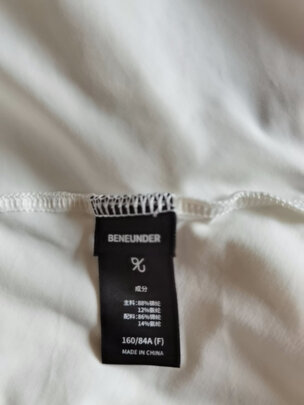 BENEUNDER
成分
主料:88%锦纶
12%氨纶
配料:86%锦纶
14%氨纶
160/84A (F)
MADE IN CHINA